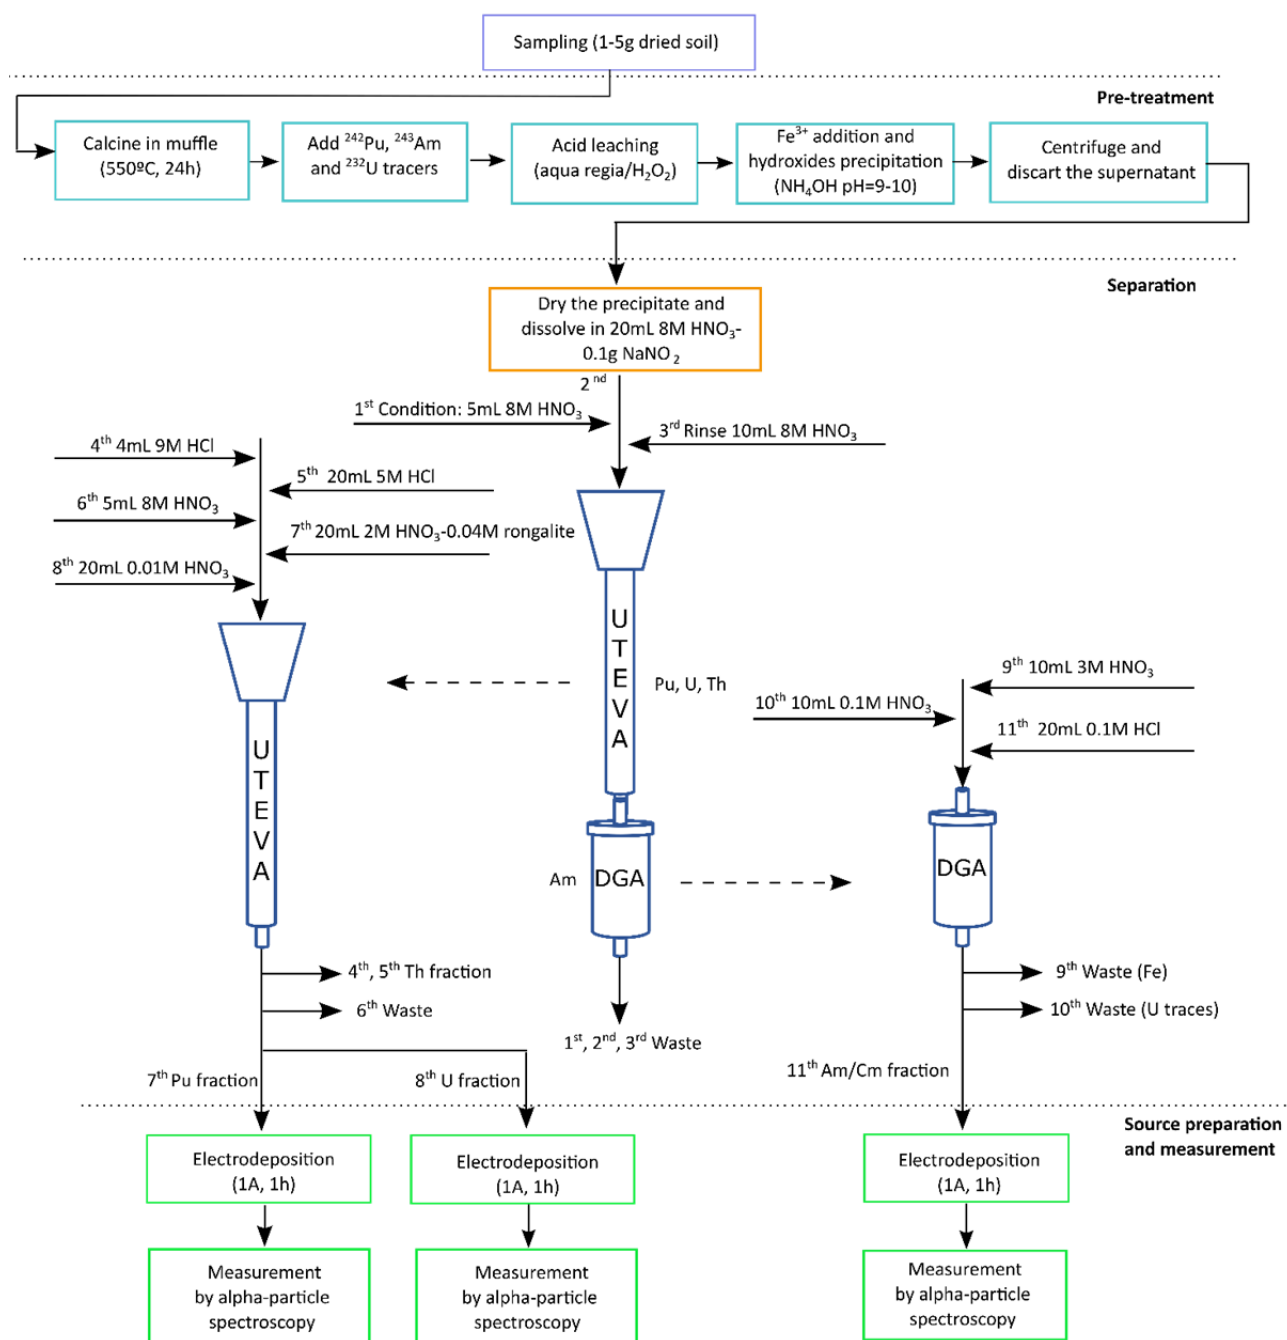 Sampling (1-5g dried soil)
Pre-treatment
Calcine in muffle
(550ºC, 24h)
Add ²⁴²Pu, ²⁴³Am
and ²³²U tracers
Acid leaching
(aqua regia/H₂O₂)
Fe³⁺ addition and
hydroxides precipitation
(NH₄OH pH=9-10)
Centrifuge and
discart the supernatant
Separation
Dry the precipitate and
dissolve in 20mL 8M HNO₃-
0.1g NaNO₂
2ⁿᵈ
1ˢᵗ Condition: 5mL 8M HNO₃
3ʳᵈ Rinse 10mL 8M HNO₃
4ᵗʰ 4mL 9M HCl
5ᵗʰ 20mL 5M HCl
6ᵗʰ 5mL 8M HNO₃
7ᵗʰ 20mL 2M HNO₃-0.04M rongalite
8ᵗʰ 20mL 0.01M HNO₃
UTEVA
Pu, U, Th
UTEVA
9ᵗʰ 10mL 3M HNO₃
10ᵗʰ 10mL 0.1M HNO₃
11ᵗʰ 20mL 0.1M HCl
Am
DGA
DGA
4ᵗʰ, 5ᵗʰ Th fraction
6ᵗʰ Waste
1ˢᵗ, 2ⁿᵈ, 3ʳᵈ Waste
9ᵗʰ Waste (Fe)
10ᵗʰ Waste (U traces)
7ᵗʰ Pu fraction
8ᵗʰ U fraction
11ᵗʰ Am/Cm fraction
Source preparation
and measurement
Electrodeposition
(1A, 1h)
Electrodeposition
(1A, 1h)
Electrodeposition
(1A, 1h)
Measurement
by alpha-particle
spectroscopy
Measurement
by alpha-particle
spectroscopy
Measurement
by alpha-particle
spectroscopy